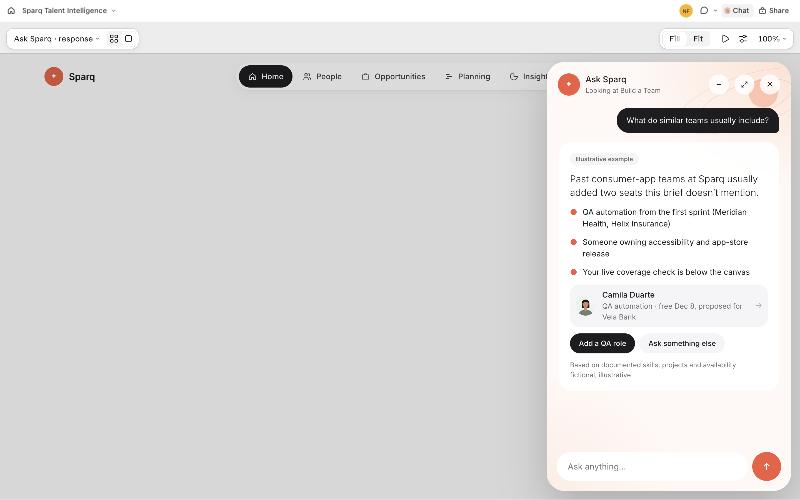 Sparq Talent Intelligence
NF
Chat
Share
Ask Sparq · response
Fill
Fit
100%
Sparq
Home
People
Opportunities
Planning
Insight
Ask Sparq
Looking at Build a Team
What do similar teams usually include?
Illustrative example
Past consumer-app teams at Sparq usually
added two seats this brief doesn't mention.
QA automation from the first sprint (Meridian
Health, Helix Insurance)
Someone owning accessibility and app-store
release
Your live coverage check is below the canvas
Camila Duarte
QA automation · free Dec 8, proposed for
Vela Bank
Add a QA role
Ask something else
Based on documented skills, projects and availability
fictional, illustrative
Ask anything...